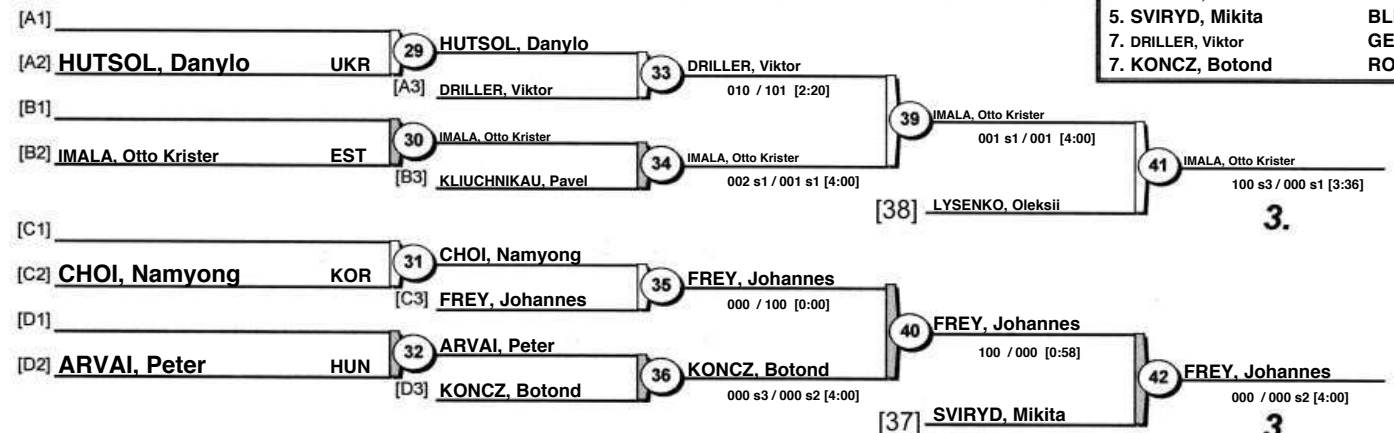 5. SVIRYD, Mikita
7. DRILLER, Viktor GE
7. KONCZ, Botond RO
[A1]
29 HUTSOL, Danylo
[A2] HUTSOL, Danylo UKR
33 DRILLER, Viktor
[A3] DRILLER, Viktor
010 / 101 [2:20]
[B1]
39 IMALA, Otto Krister
30 IMALA, Otto Krister
001 s1 / 001 [4:00]
[B2] IMALA, Otto Krister EST
34 IMALA, Otto Krister
41 IMALA, Otto Krister
[B3] KLIUCHNIKAU, Pavel
002 s1 / 001 s1 [4:00]
100 s3 / 000 s1 [3:36]
[38] LYSENKO, Oleksii
3.
[C1]
31 CHOI, Namyong
[C2] CHOI, Namyong KOR
35 FREY, Johannes
[C3] FREY, Johannes
000 / 100 [0:00]
[D1]
40 FREY, Johannes
32 ARVAI, Peter
100 / 000 [0:58]
[D2] ARVAI, Peter HUN
36 KONCZ, Botond
42 FREY, Johannes
[D3] KONCZ, Botond
000 s3 / 000 s2 [4:00]
000 / 000 s2 [4:00]
[37] SVIRYD, Mikita
3